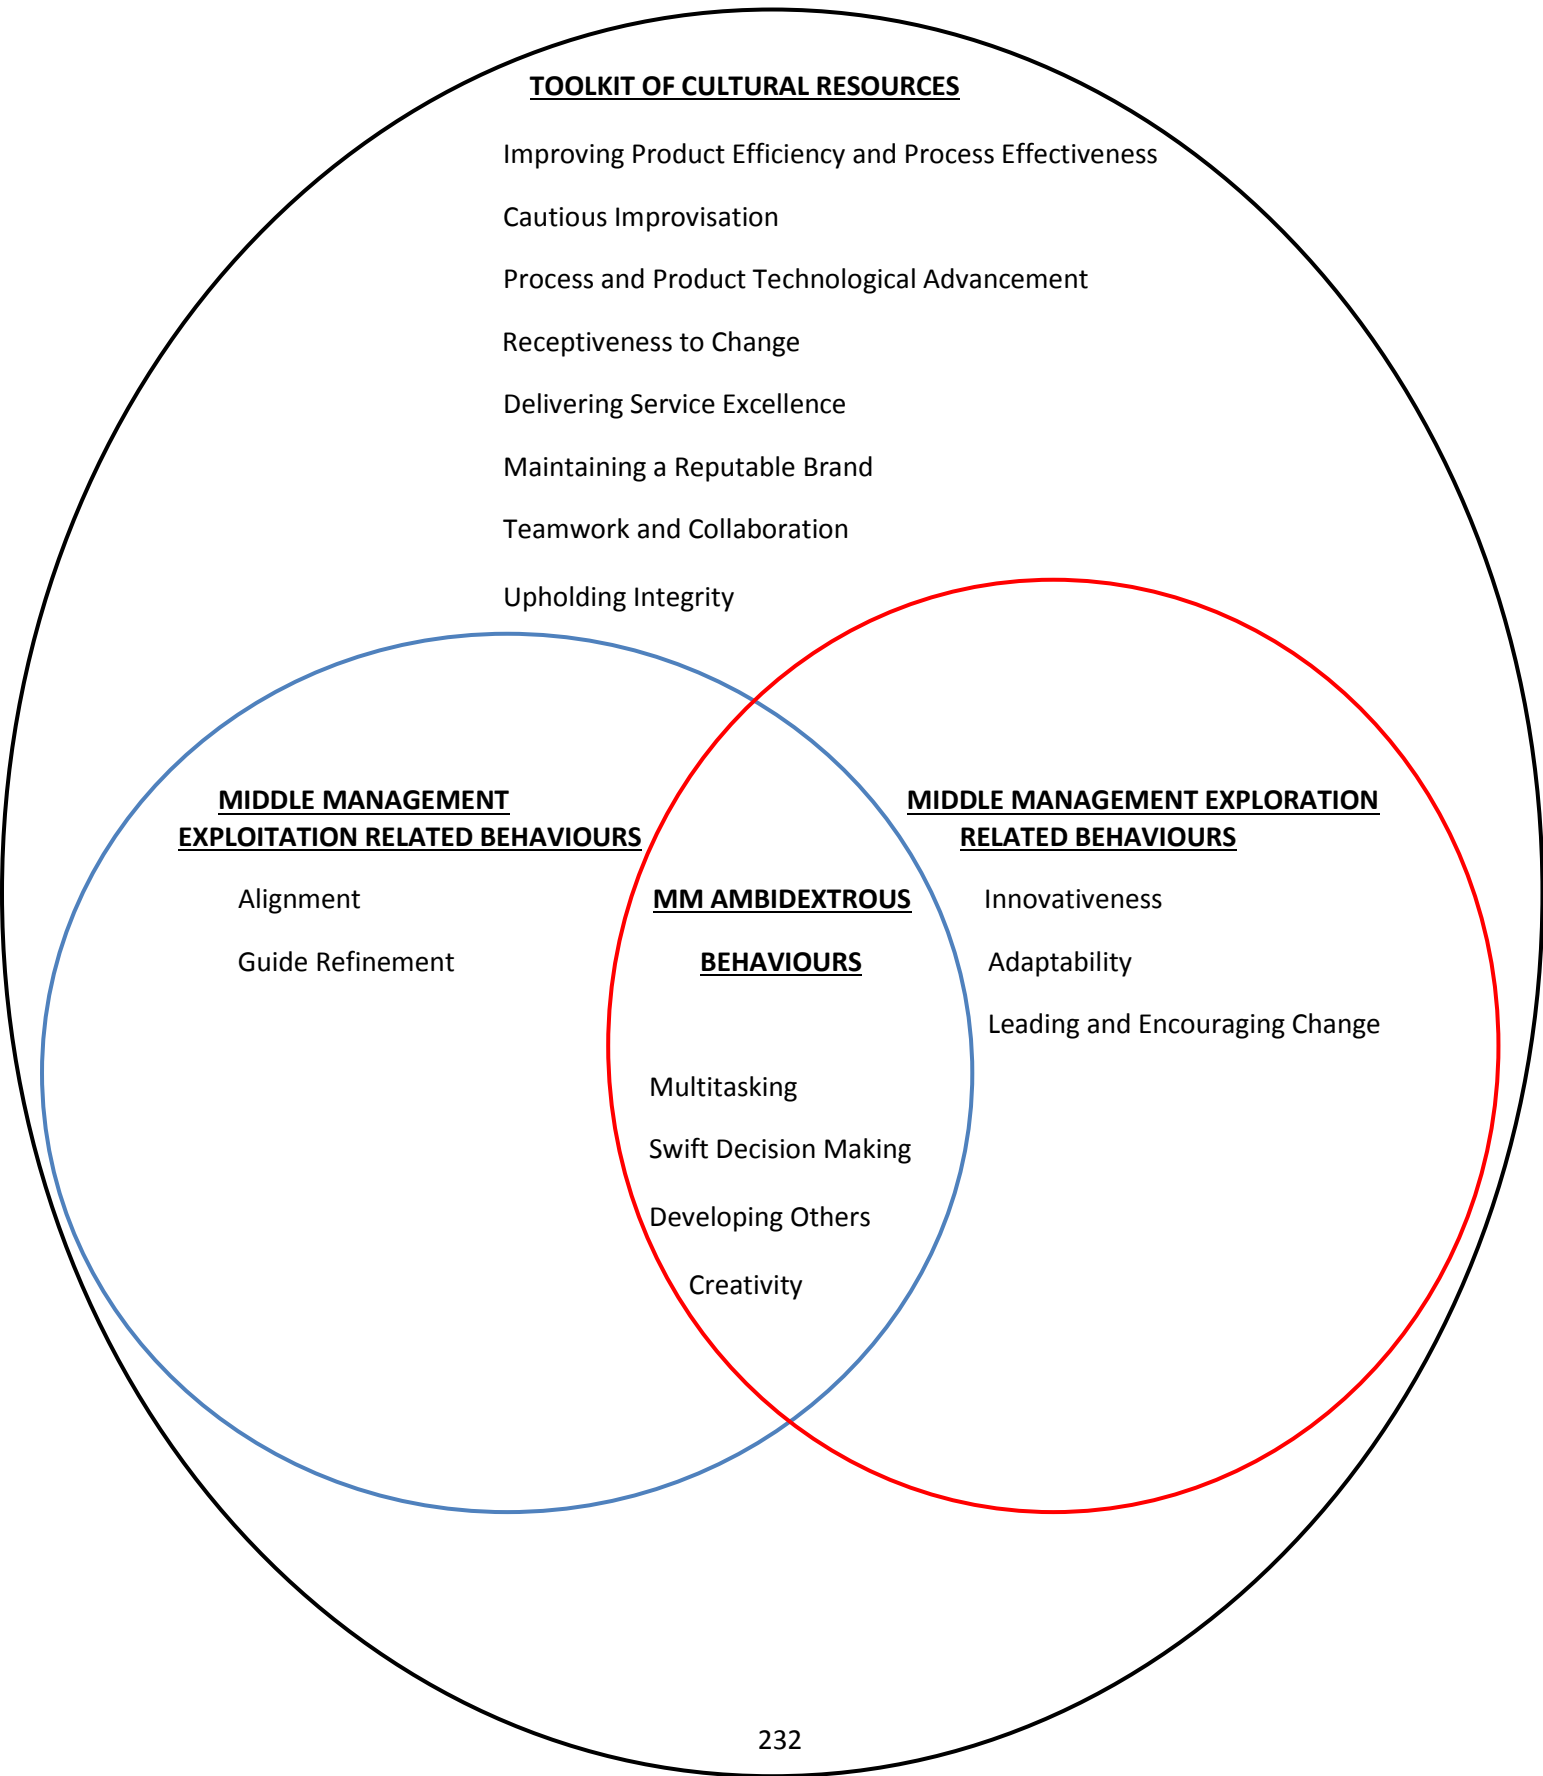 TOOLKIT OF CULTURAL RESOURCES
Improving Product Efficiency and Process Effectiveness
Cautious Improvisation
Process and Product Technological Advancement
Receptiveness to Change
Delivering Service Excellence
Maintaining a Reputable Brand
Teamwork and Collaboration
Upholding Integrity
MIDDLE MANAGEMENT
EXPLOITATION RELATED BEHAVIOURS
Alignment
Guide Refinement
MM AMBIDEXTROUS
BEHAVIOURS
Multitasking
Swift Decision Making
Developing Others
Creativity
MIDDLE MANAGEMENT EXPLORATION
RELATED BEHAVIOURS
Innovativeness
Adaptability
Leading and Encouraging Change
232